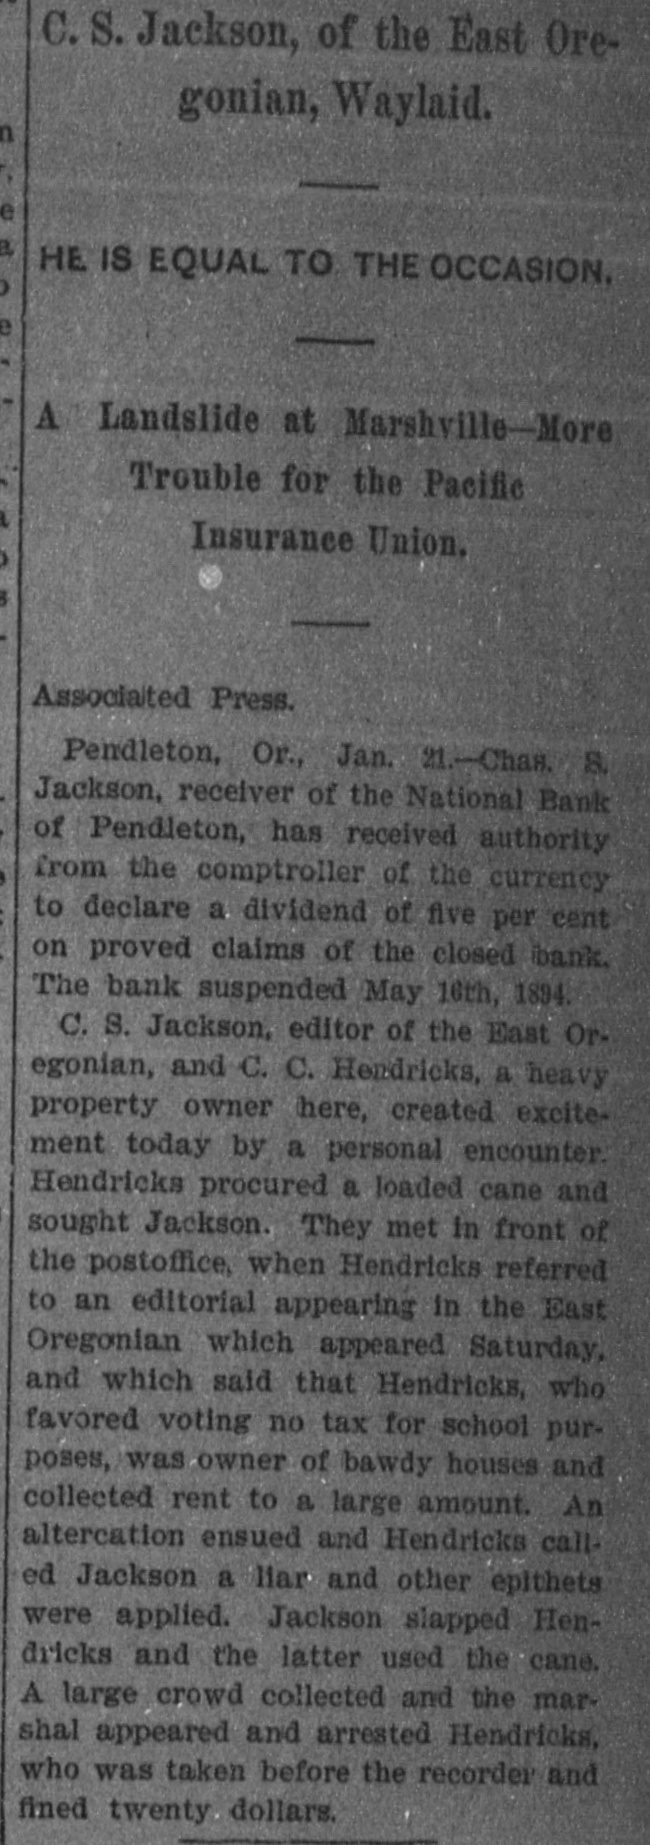 C. S. Jackson, of the East Ore-
gonian, Waylaid.
HE IS EQUAL TO THE OCCASION.
A Landslide at Marshville—More
Trouble for the Pacific
Insurance Union.
Associated Press.
Pendleton, Or., Jan. 21.—Chas. S.
Jackson, receiver of the National Bank
of Pendleton, has received authority
from the comptroller of the currency
to declare a dividend of five per cent
on proved claims of the closed bank.
The bank suspended May 16th, 1894.
C. S. Jackson, editor of the East Or-
egonian, and C. C. Hendricks, a heavy
property owner here, created excite-
ment today by a personal encounter.
Hendricks procured a loaded cane and
sought Jackson. They met in front of
the postoffice, when Hendricks referred
to an editorial appearing in the East
Oregonian which appeared Saturday,
and which said that Hendricks, who
favored voting no tax for school pur-
poses, was owner of bawdy houses and
collected rent to a large amount. An
altercation ensued and Hendricks call-
ed Jackson a liar and other epithets
were applied. Jackson slapped Hen-
dricks and the latter used the cane.
A large crowd collected and the mar-
shal appeared and arrested Hendricks,
who was taken before the recorder and
fined twenty dollars.